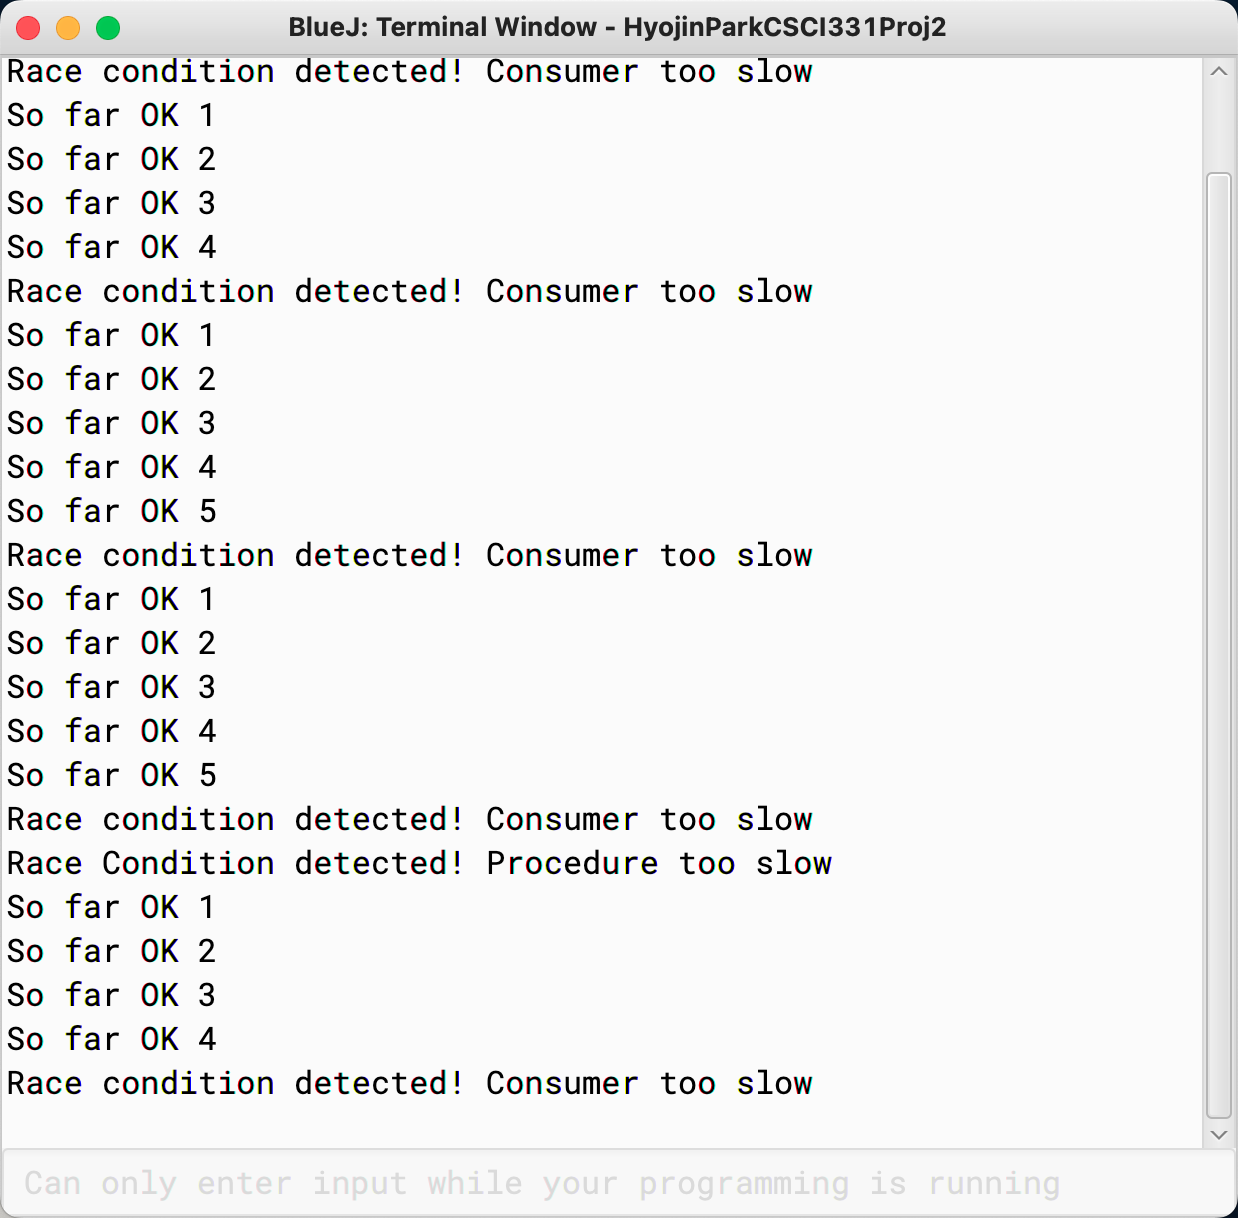 BlueJ: Terminal Window - HyojinParkCSCI331Proj2
Race condition detected! Consumer too slow
So far OK 1
So far OK 2
So far OK 3
So far OK 4
Race condition detected! Consumer too slow
So far OK 1
So far OK 2
So far OK 3
So far OK 4
So far OK 5
Race condition detected! Consumer too slow
So far OK 1
So far OK 2
So far OK 3
So far OK 4
So far OK 5
Race condition detected! Consumer too slow
Race Condition detected! Procedure too slow
So far OK 1
So far OK 2
So far OK 3
So far OK 4
Race condition detected! Consumer too slow
Can only enter input while your programming is running